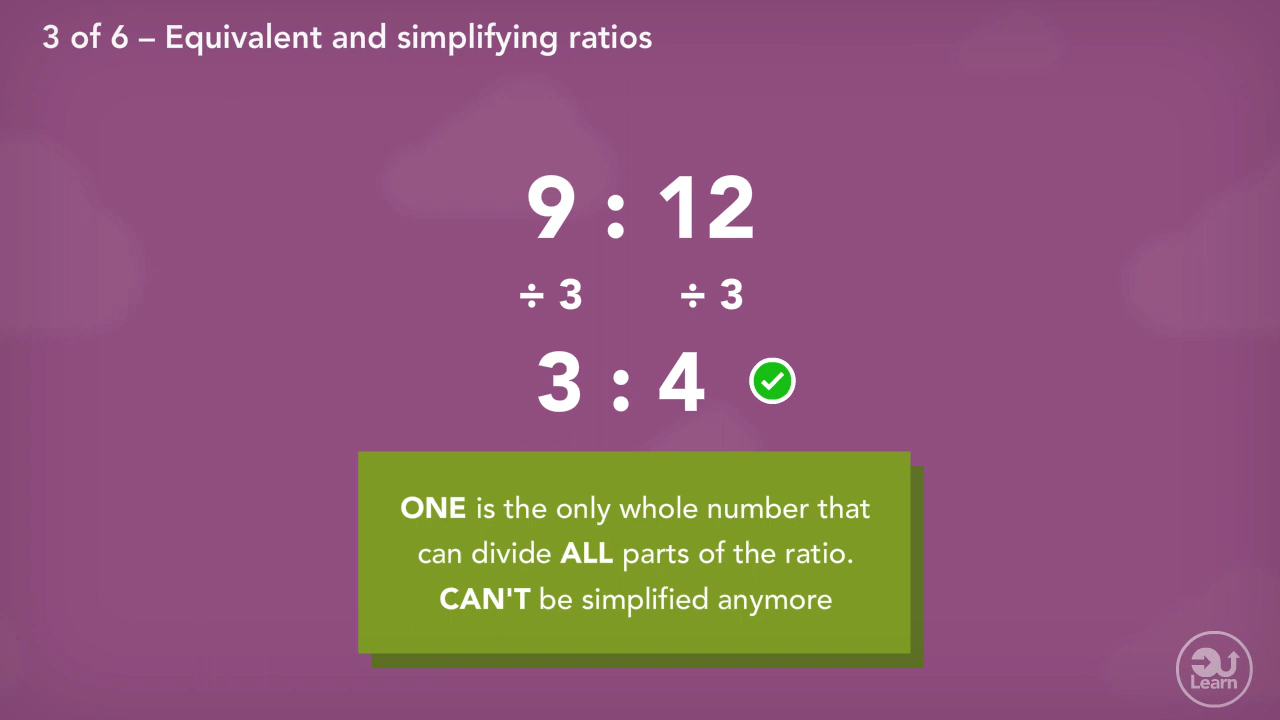 3 of 6 – Equivalent and simplifying ratios
9 : 12
÷ 3 ÷ 3
3 : 4
ONE is the only whole number that
can divide ALL parts of the ratio.
CAN'T be simplified anymore
Learn